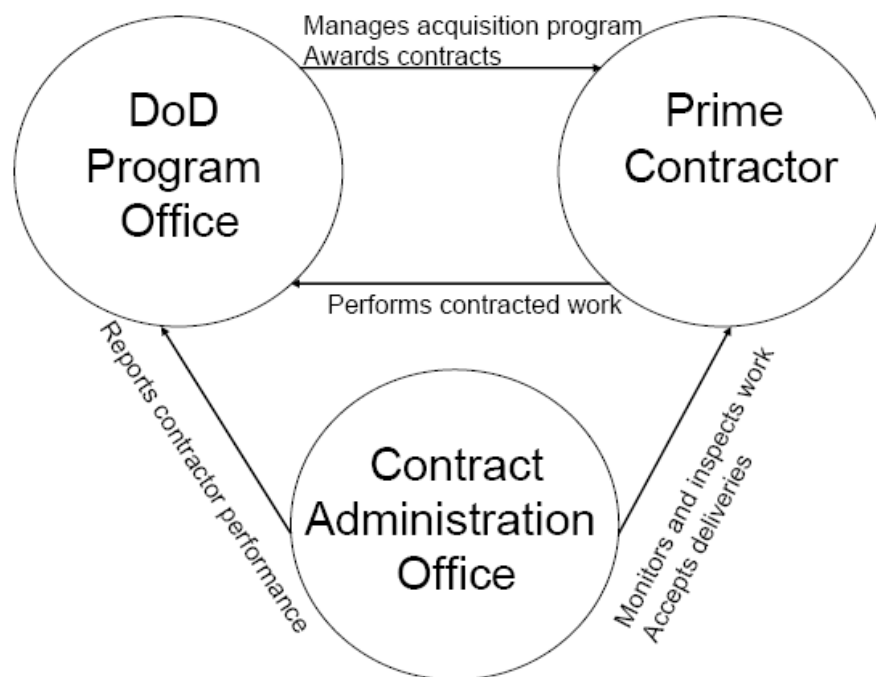 Manages acquisition program
Awards contracts
DoD
Program
Office
Prime
Contractor
Performs contracted work
Reports contractor performance
Contract
Administration
Office
Monitors and inspects work
Accepts deliveries